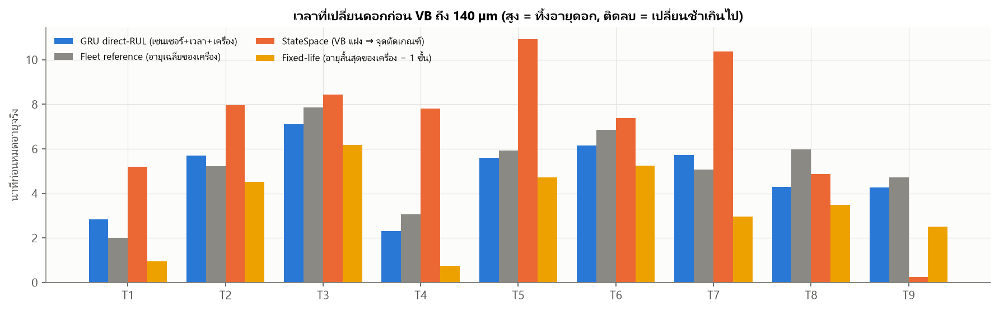 เวลาที่เปลี่ยนดอกก่อน VB ถึง 140 µm (สูง = ทิ้งอายุดอก, ติดลบ = เปลี่ยนช้าเกินไป)
GRU direct-RUL (เซนเซอร์+เวลา+เครื่อง)
Fleet reference (อายุเฉลี่ยของเครื่อง)
StateSpace (VB แฝง → จุดตัดเกณฑ์)
Fixed-life (อายุสั้นสุดของเครื่อง − 1 ชั้น)
นาทีก่อนหมดอายุจริง
10
8
6
4
2
0
T1 T2 T3 T4 T5 T6 T7 T8 T9